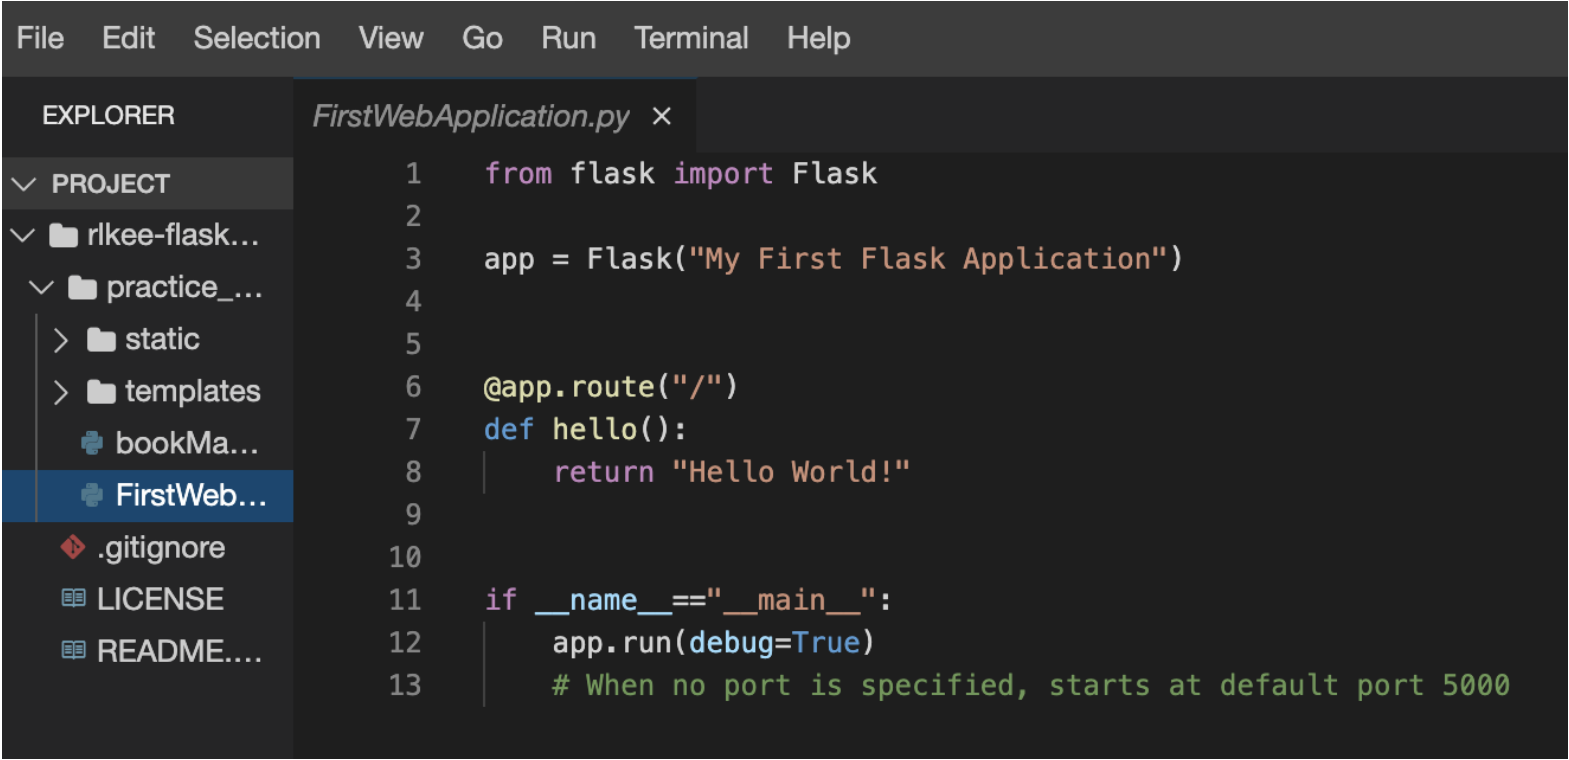 File Edit Selection View Go Run Terminal Help
EXPLORER
PROJECT
rlkee-flask...
practice_...
static
templates
bookMa...
FirstWeb...
.gitignore
LICENSE
README....
FirstWebApplication.py ×
1 from flask import Flask
2
3 app = Flask("My First Flask Application")
4
5
6 @app.route("/")
7 def hello():
8     return "Hello World!"
9
10
11 if __name__=="__main__":
12     app.run(debug=True)
13     # When no port is specified, starts at default port 5000